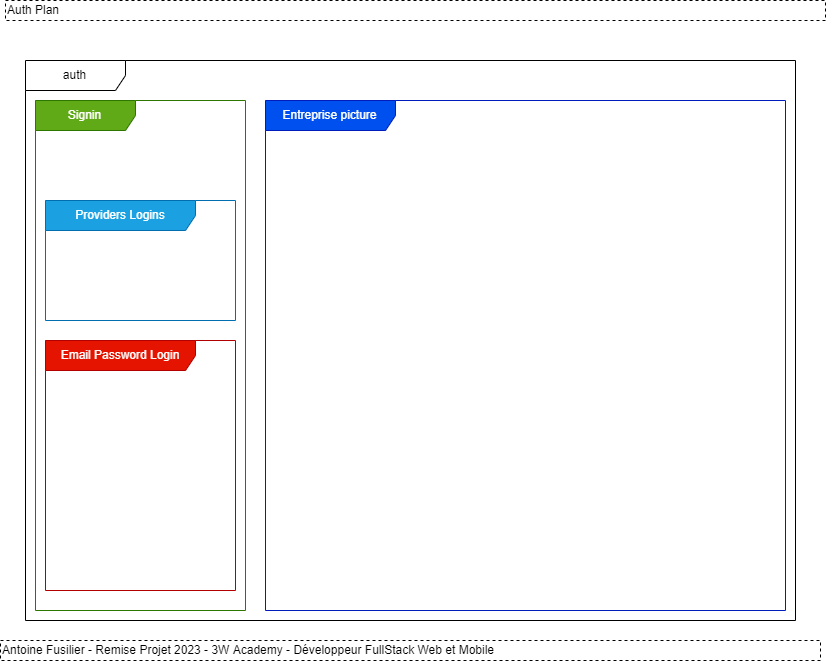 Auth Plan
auth
Signin
Entreprise picture
Providers Logins
Email Password Login
Antoine Fusilier - Remise Projet 2023 - 3W Academy - Développeur FullStack Web et Mobile